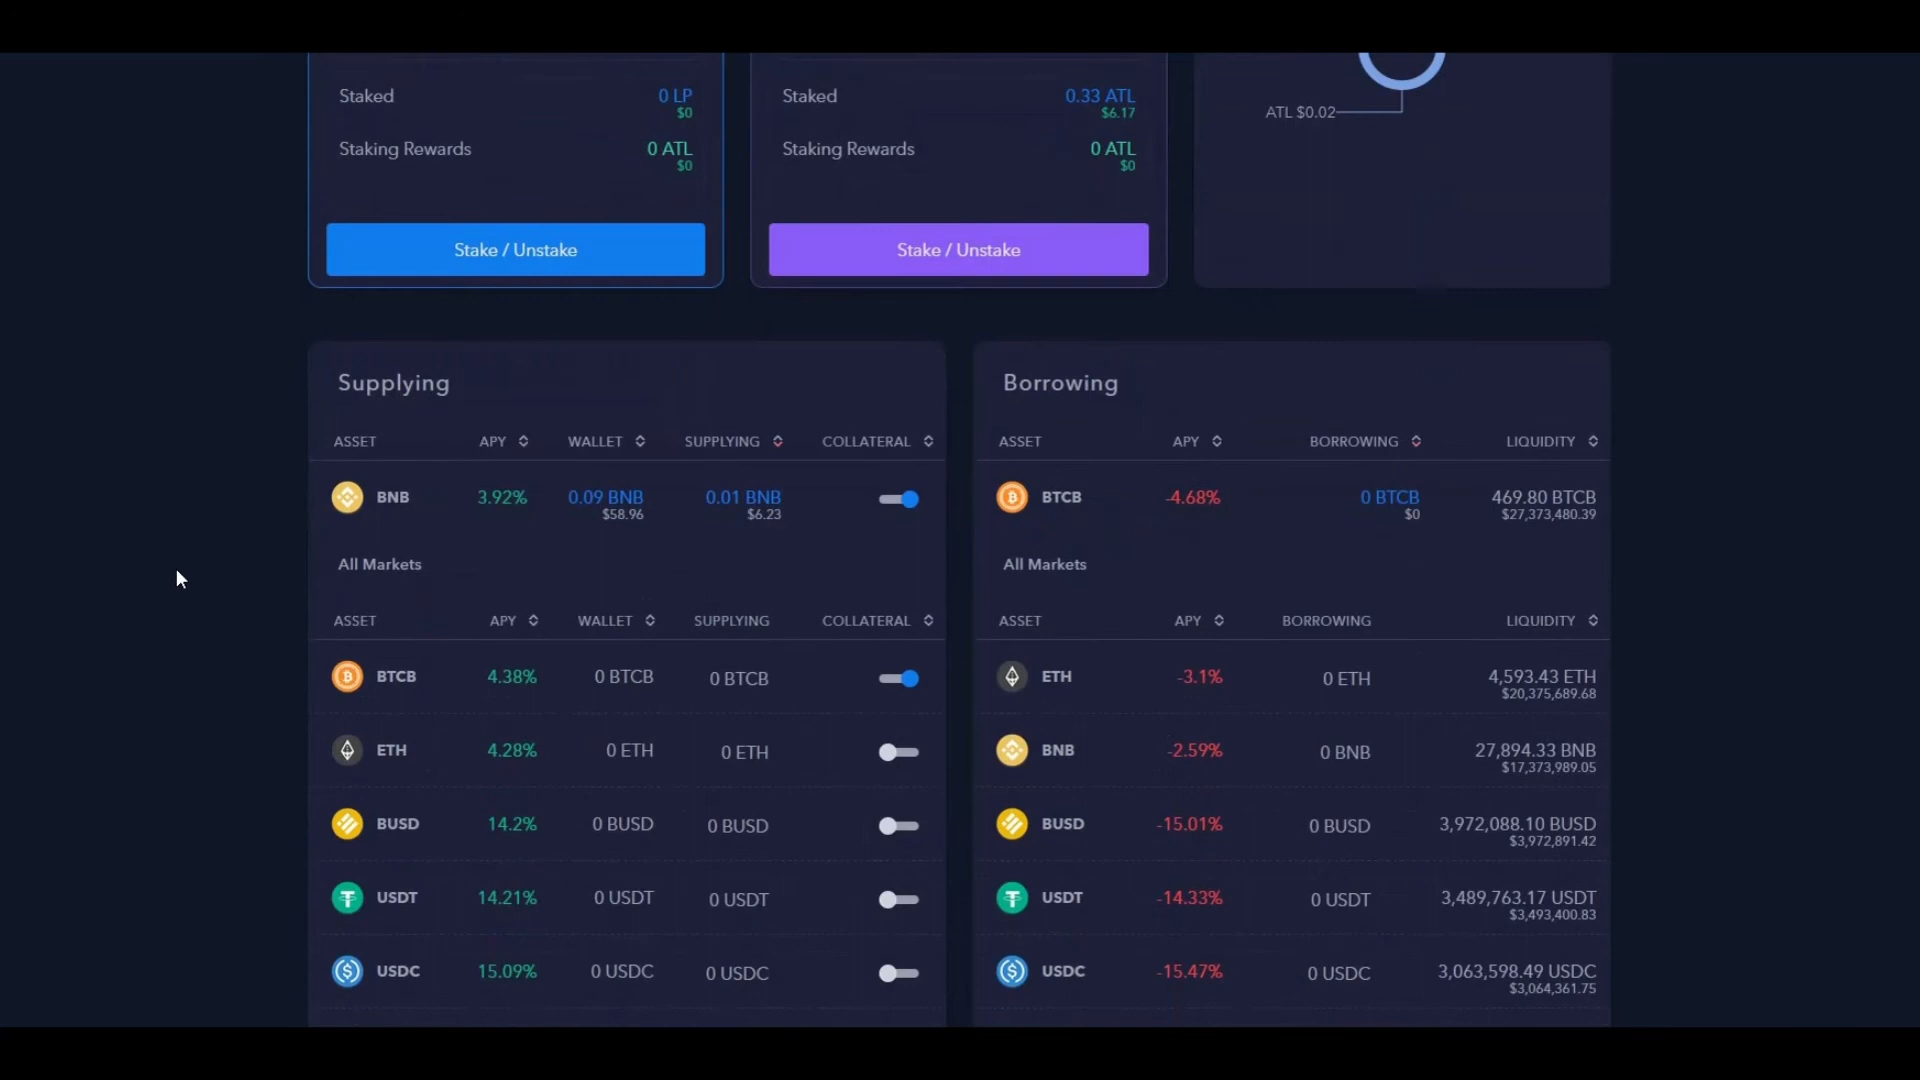 Staked 0 LP
$0
Staking Rewards 0 ATL
$0
Stake / Unstake
Staked 0.33 ATL
$6.17
Staking Rewards 0 ATL
$0
Stake / Unstake
ATL $0.02
Supplying
ASSET APY WALLET SUPPLYING COLLATERAL
BNB 3.92% 0.09 BNB 0.01 BNB
$58.96 $6.23
All Markets
ASSET APY WALLET SUPPLYING COLLATERAL
BTCB 4.38% 0 BTCB 0 BTCB
ETH 4.28% 0 ETH 0 ETH
BUSD 14.2% 0 BUSD 0 BUSD
USDT 14.21% 0 USDT 0 USDT
USDC 15.09% 0 USDC 0 USDC
Borrowing
ASSET APY BORROWING LIQUIDITY
BTCB -4.68% 0 BTCB 469.80 BTCB
$0 $27,373,480.39
All Markets
ASSET APY BORROWING LIQUIDITY
ETH -3.1% 0 ETH 4,593.43 ETH
$20,375,689.68
BNB -2.59% 0 BNB 27,894.33 BNB
$17,373,989.05
BUSD -15.01% 0 BUSD 3,972,088.10 BUSD
$3,972,891.42
USDT -14.33% 0 USDT 3,489,763.17 USDT
$3,493,400.83
USDC -15.47% 0 USDC 3,063,598.49 USDC
$3,064,361.75